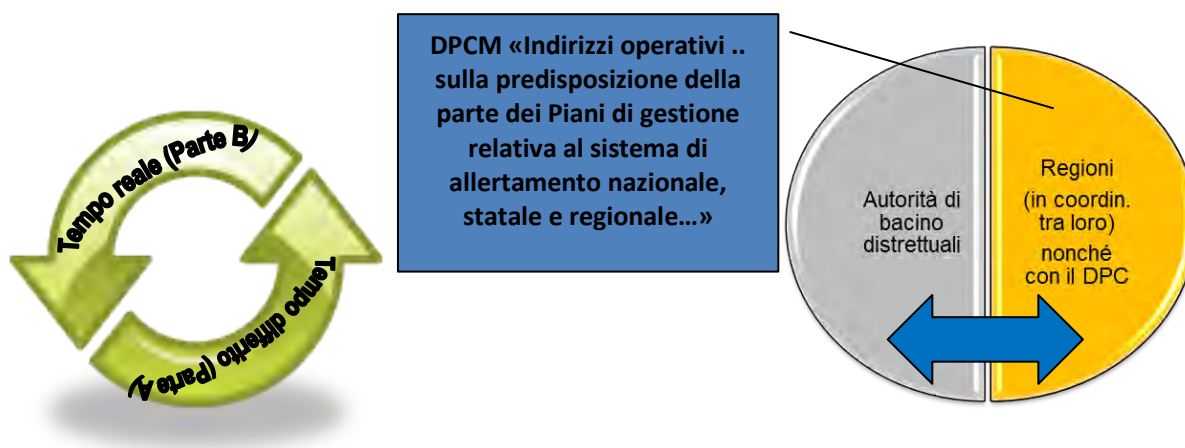 Tempo reale (Parte B)
Tempo differito (Parte A)
DPCM «Indirizzi operativi ..
sulla predisposizione della
parte dei Piani di gestione
relativa al sistema di
allertamento nazionale,
statale e regionale...»
Autorità di
bacino
distrettuali
Regioni
(in coordin.
tra loro)
nonché
con il DPC